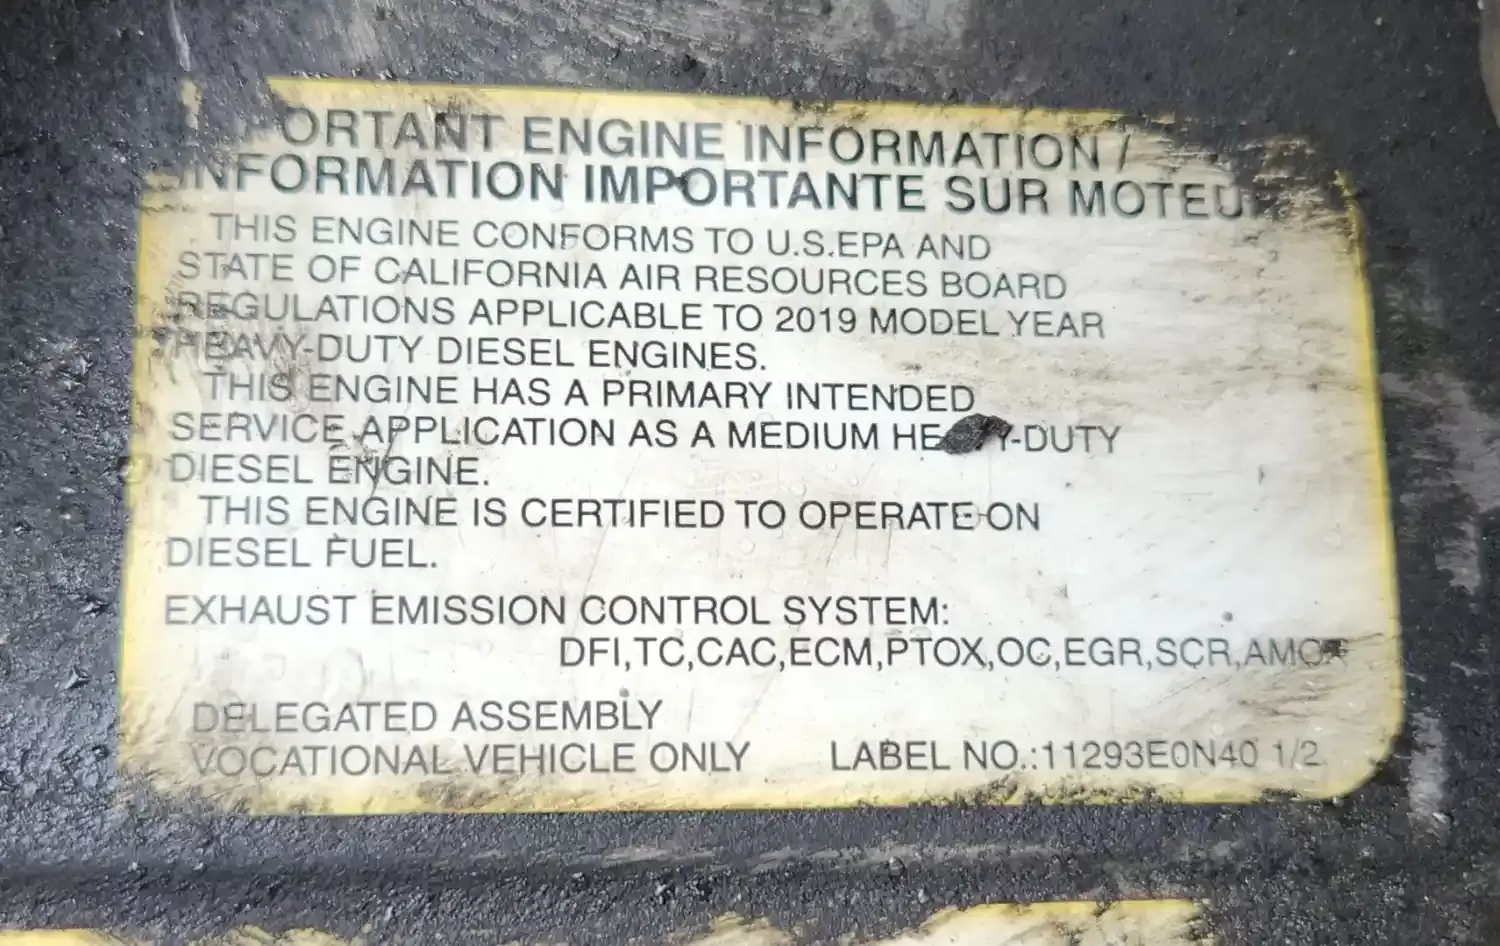 ORTANT ENGINE INFORMATION /
INFORMATION IMPORTANTE SUR MOTEU
THIS ENGINE CONFORMS TO U.S.EPA AND
STATE OF CALIFORNIA AIR RESOURCES BOARD
REGULATIONS APPLICABLE TO 2019 MODEL YEAR
HEAVY-DUTY DIESEL ENGINES.
THIS ENGINE HAS A PRIMARY INTENDED
SERVICE APPLICATION AS A MEDIUM HE Y-DUTY
DIESEL ENGINE.
THIS ENGINE IS CERTIFIED TO OPERATE ON
DIESEL FUEL.
EXHAUST EMISSION CONTROL SYSTEM:
DFI,TC,CAC,ECM,PTOX,OC,EGR,SCR,AMO
DELEGATED ASSEMBLY
VOCATIONAL VEHICLE ONLY LABEL NO.:11293E0N40 1/2